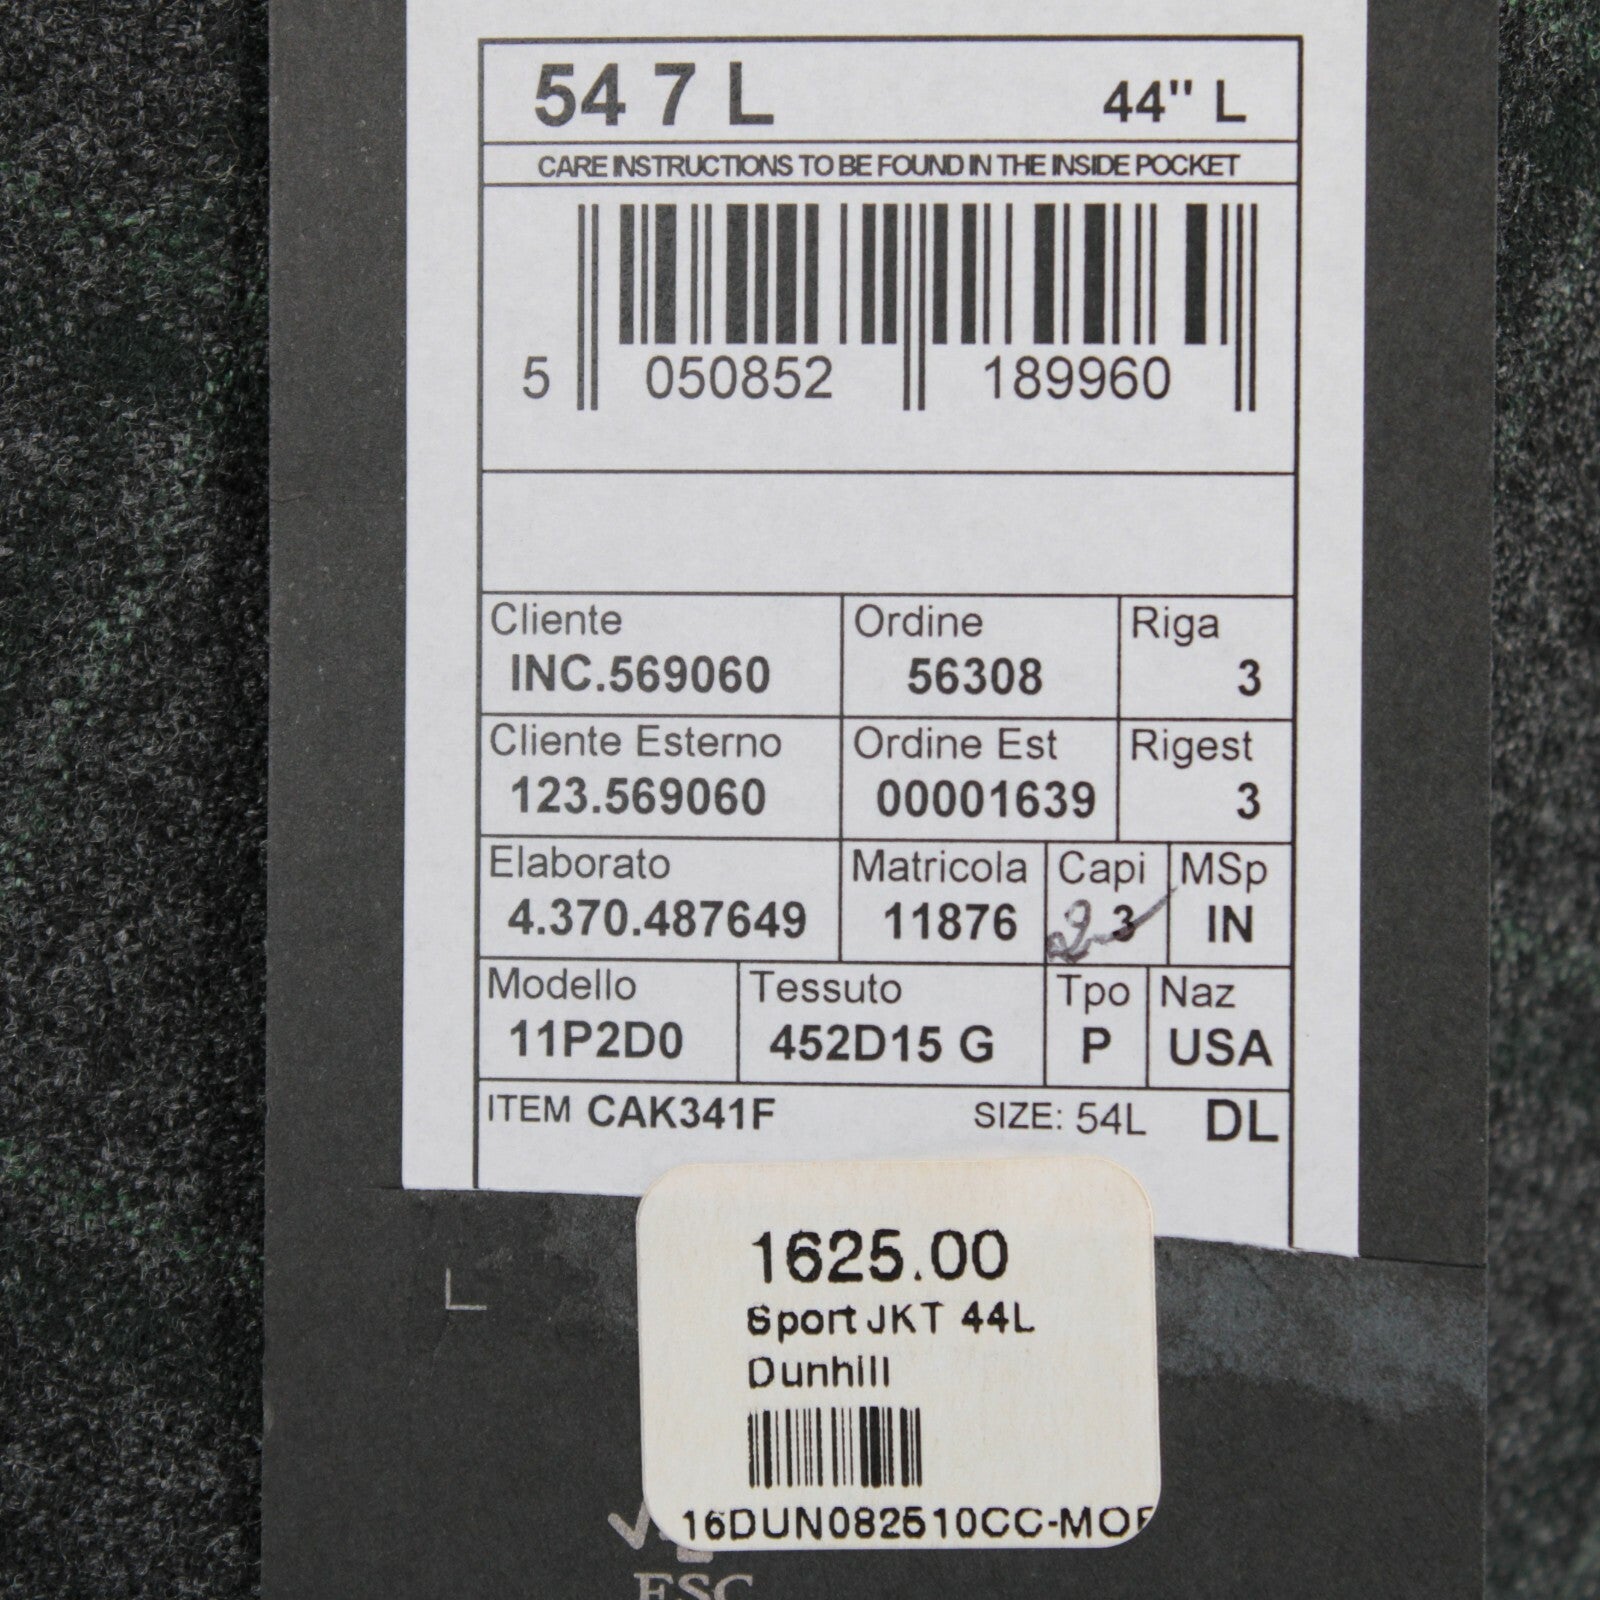 54 7 L 44" L
CARE INSTRUCTIONS TO BE FOUND IN THE INSIDE POCKET
5 050852 189960
Cliente Ordine Riga
INC.569060 56308 3
Cliente Esterno Ordine Est Rigest
123.569060 00001639 3
Elaborato Matricola Capi MSp
4.370.487649 11876 3 IN
Modello Tessuto Tpo Naz
11P2D0 452D15 G P USA
ITEM CAK341F SIZE: 54L DL
1625.00
Sport JKT 44L
Dunhill
16DUN082510CC-MO
FSC